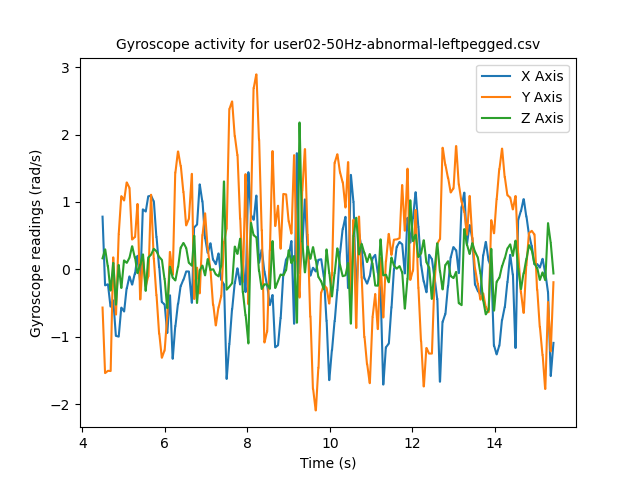 Gyroscope activity for user02-50Hz-abnormal-leftpegged.csv
X Axis
Y Axis
Z Axis
Gyroscope readings (rad/s)
3
2
1
0
−1
−2
4
6
8
10
12
14
Time (s)